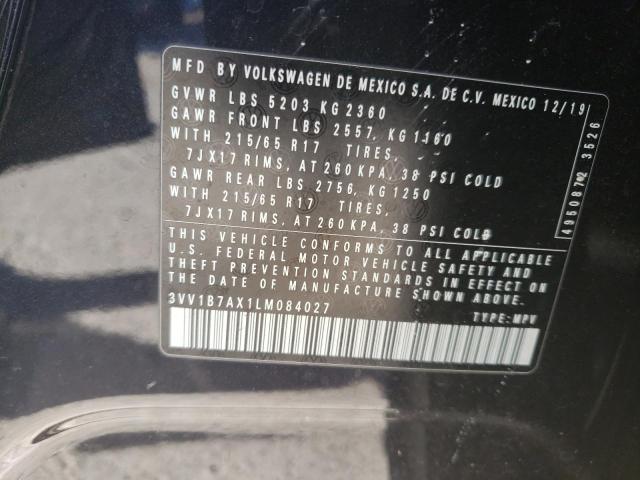 MFD BY VOLKSWAGEN DE MEXICO S.A. DE C.V. MEXICO 12/19
GVWR LBS 5203 KG 2360
GAWR FRONT LBS 2557, KG 1160
WITH 215/65 R17 TIRES,
7JX17 RIMS, AT 260 KPA, 38 PSI COLD
GAWR REAR LBS 2756, KG 1250
WITH 215/65 R17 TIRES,
7JX17 RIMS, AT 260 KPA, 38 PSI COLD
THIS VEHICLE CONFORMS TO ALL APPLICABLE
U.S. FEDERAL MOTOR VEHICLE SAFETY AND
THEFT PREVENTION STANDARDS IN EFFECT ON
THE DATE OF MANUFACTURE SHOWN ABOVE.
3VV1B7AX1LM084027 TYPE: MPV
3526